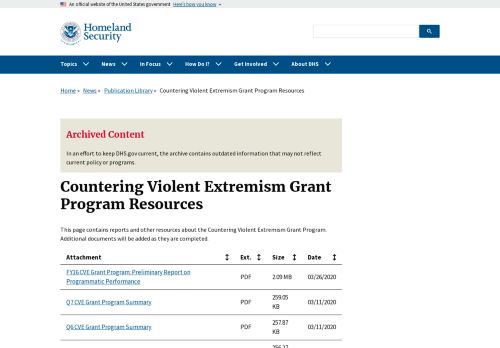 An official website of the United States government Here's how you know
Homeland
Security
Topics News In Focus How Do I? Get Involved About DHS
Home » News » Publication Library » Countering Violent Extremism Grant Program Resources
Archived Content
In an effort to keep DHS.gov current, the archive contains outdated information that may not reflect
current policy or programs.
Countering Violent Extremism Grant
Program Resources
This page contains reports and other resources about the Countering Violent Extremism Grant Program.
Additional documents will be added as they are completed.
Attachment Ext. Size Date
FY16 CVE Grant Program: Preliminary Report on
Programmatic Performance PDF 2.09 MB 03/26/2020
Q7 CVE Grant Program Summary PDF 259.05
KB 03/11/2020
Q6 CVE Grant Program Summary PDF 257.87
KB 03/11/2020